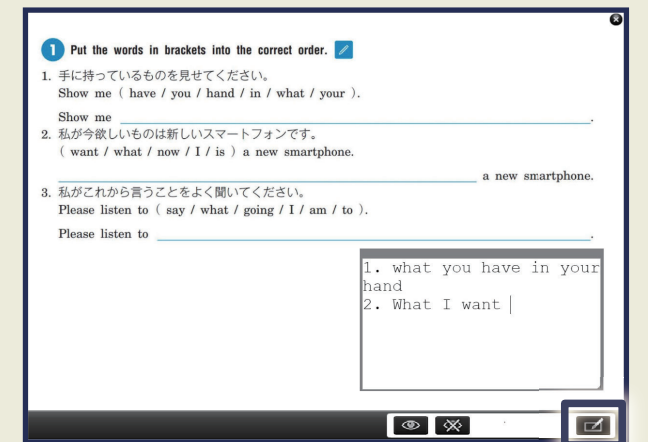 1 Put the words in brackets into the correct order.
1. 手に持っているものを見せてください。
Show me ( have / you / hand / in / what / your ).
Show me .
2. 私が今欲しいものは新しいスマートフォンです。
( want / what / now / I / is ) a new smartphone.
a new smartphone.
3. 私がこれから言うことをよく聞いてください。
Please listen to ( say / what / going / I / am / to ).
Please listen to .
1. what you have in your
hand
2. What I want